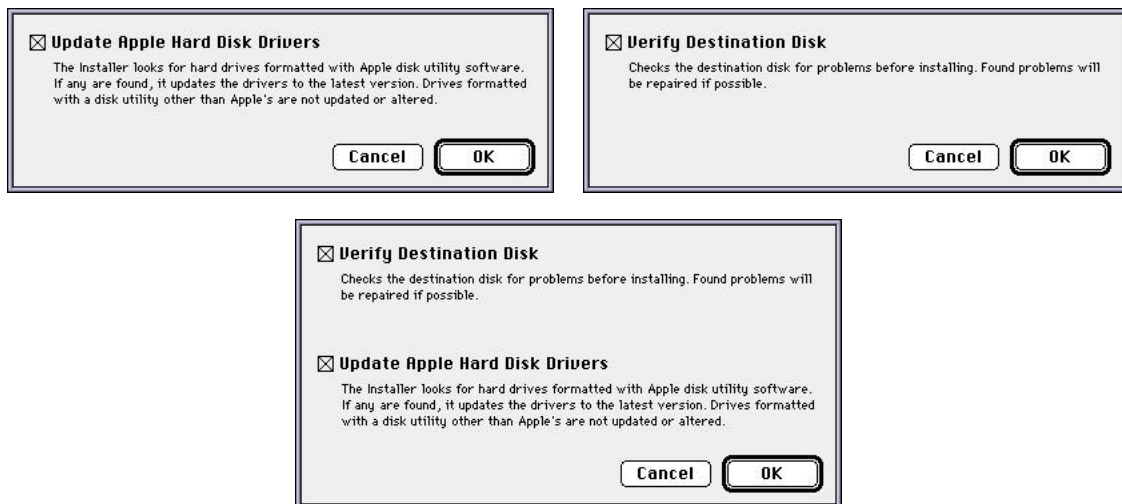 Update Apple Hard Disk Drivers
The Installer looks for hard drives formatted with Apple disk utility software.
If any are found, it updates the drivers to the latest version. Drives formatted
with a disk utility other than Apple's are not updated or altered.
Cancel OK
Verify Destination Disk
Checks the destination disk for problems before installing. Found problems will
be repaired if possible.
Cancel OK
Verify Destination Disk
Checks the destination disk for problems before installing. Found problems will
be repaired if possible.
Update Apple Hard Disk Drivers
The Installer looks for hard drives formatted with Apple disk utility software.
If any are found, it updates the drivers to the latest version. Drives formatted
with a disk utility other than Apple's are not updated or altered.
Cancel OK